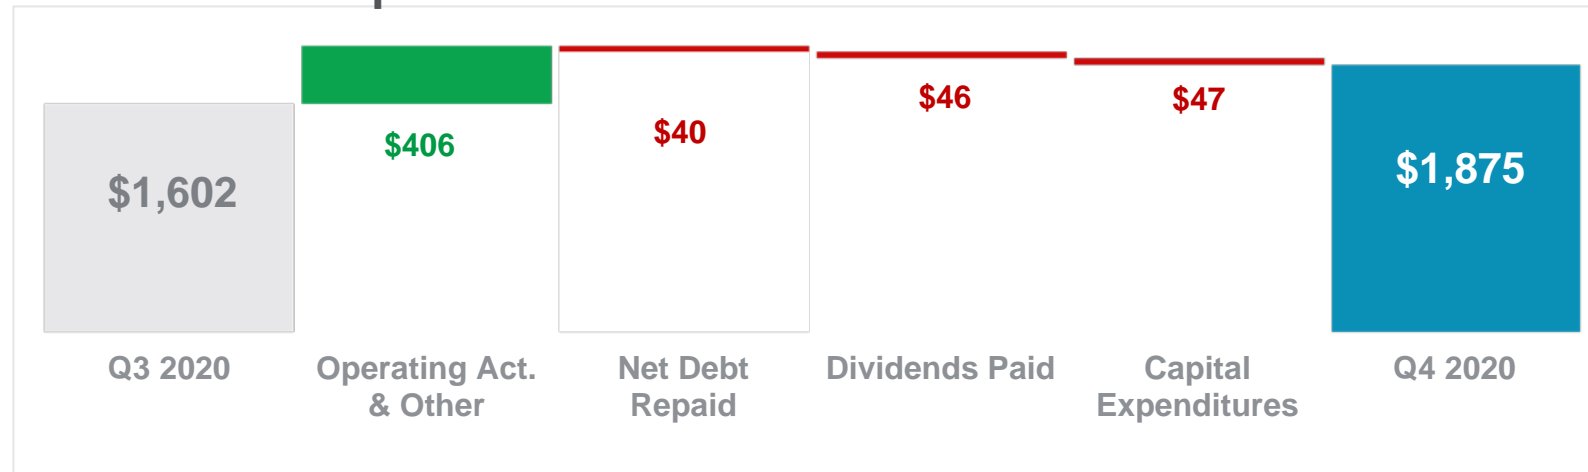 $1,602
$406
$40
$46
$47
$1,875
Q3 2020
Operating Act.
& Other
Net Debt
Repaid
Dividends Paid
Capital
Expenditures
Q4 2020